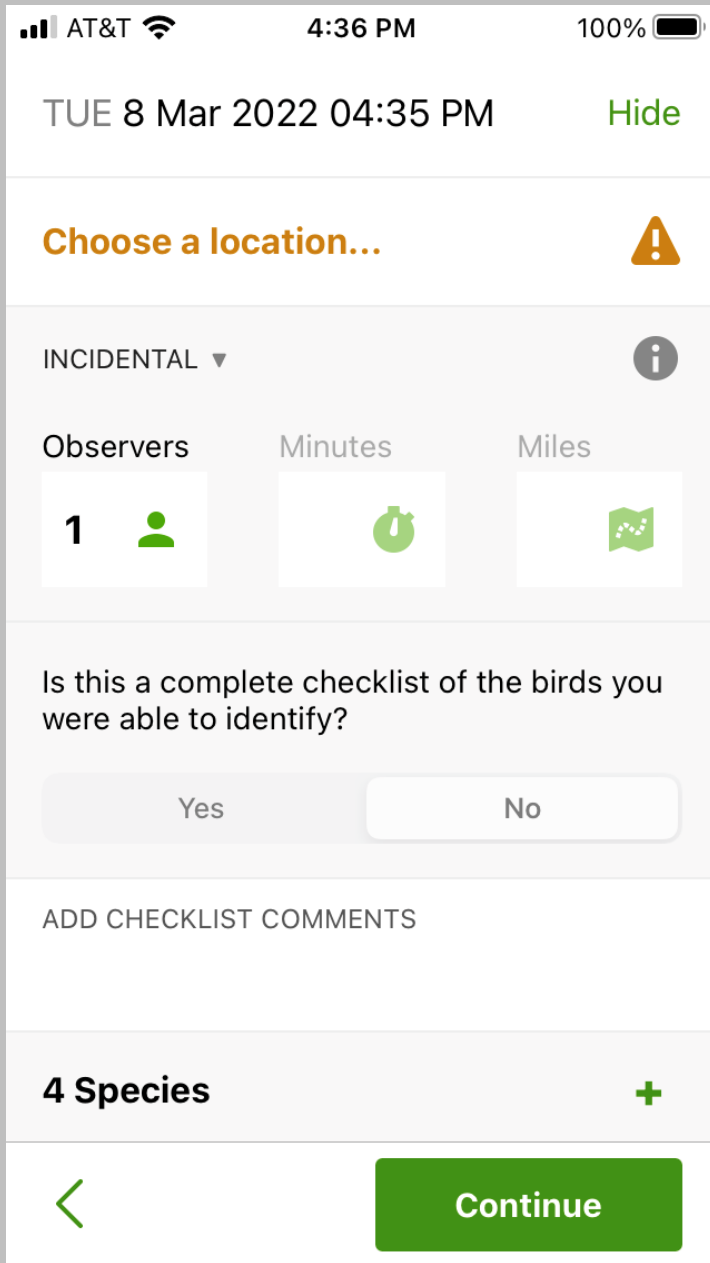 AT&T 4:36 PM 100%
TUE 8 Mar 2022 04:35 PM Hide
Choose a location...
INCIDENTAL
Observers Minutes Miles
1
Is this a complete checklist of the birds you
were able to identify?
Yes No
ADD CHECKLIST COMMENTS
4 Species +
Continue